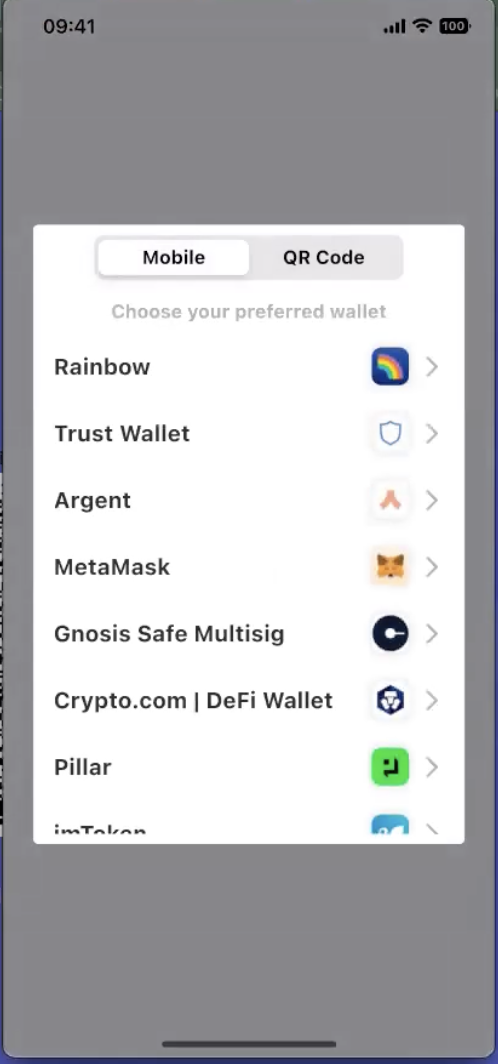 09:41
100
Mobile
QR Code
Choose your preferred wallet
Rainbow
Trust Wallet
Argent
MetaMask
Gnosis Safe Multisig
Crypto.com | DeFi Wallet
Pillar
imToken